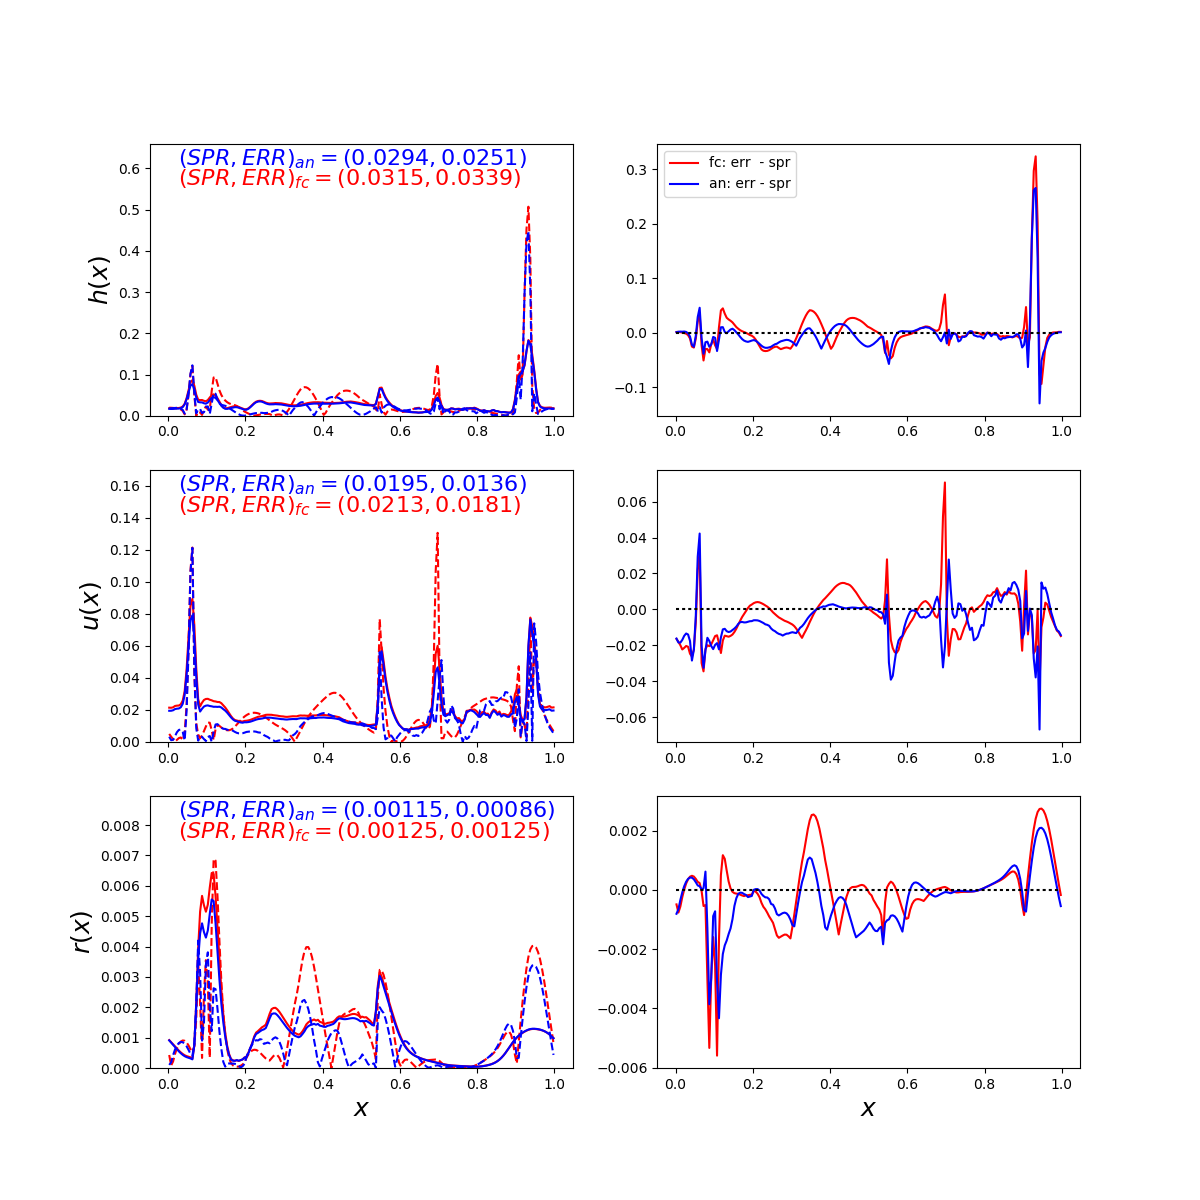 (SPR, ERR)an = (0.0294, 0.0251)
(SPR, ERR)fc = (0.0315, 0.0339)
h(x)
0.6
0.5
0.4
0.3
0.2
0.1
0.0
0.0 0.2 0.4 0.6 0.8 1.0
fc: err - spr
an: err - spr
0.3
0.2
0.1
0.0
−0.1
0.0 0.2 0.4 0.6 0.8 1.0
(SPR, ERR)an = (0.0195, 0.0136)
(SPR, ERR)fc = (0.0213, 0.0181)
u(x)
0.16
0.14
0.12
0.10
0.08
0.06
0.04
0.02
0.00
0.0 0.2 0.4 0.6 0.8 1.0
0.06
0.04
0.02
0.00
−0.02
−0.04
−0.06
0.0 0.2 0.4 0.6 0.8 1.0
(SPR, ERR)an = (0.00115, 0.00086)
(SPR, ERR)fc = (0.00125, 0.00125)
r(x)
0.008
0.007
0.006
0.005
0.004
0.003
0.002
0.001
0.000
0.0 0.2 0.4 0.6 0.8 1.0
x
0.002
0.000
−0.002
−0.004
−0.006
0.0 0.2 0.4 0.6 0.8 1.0
x